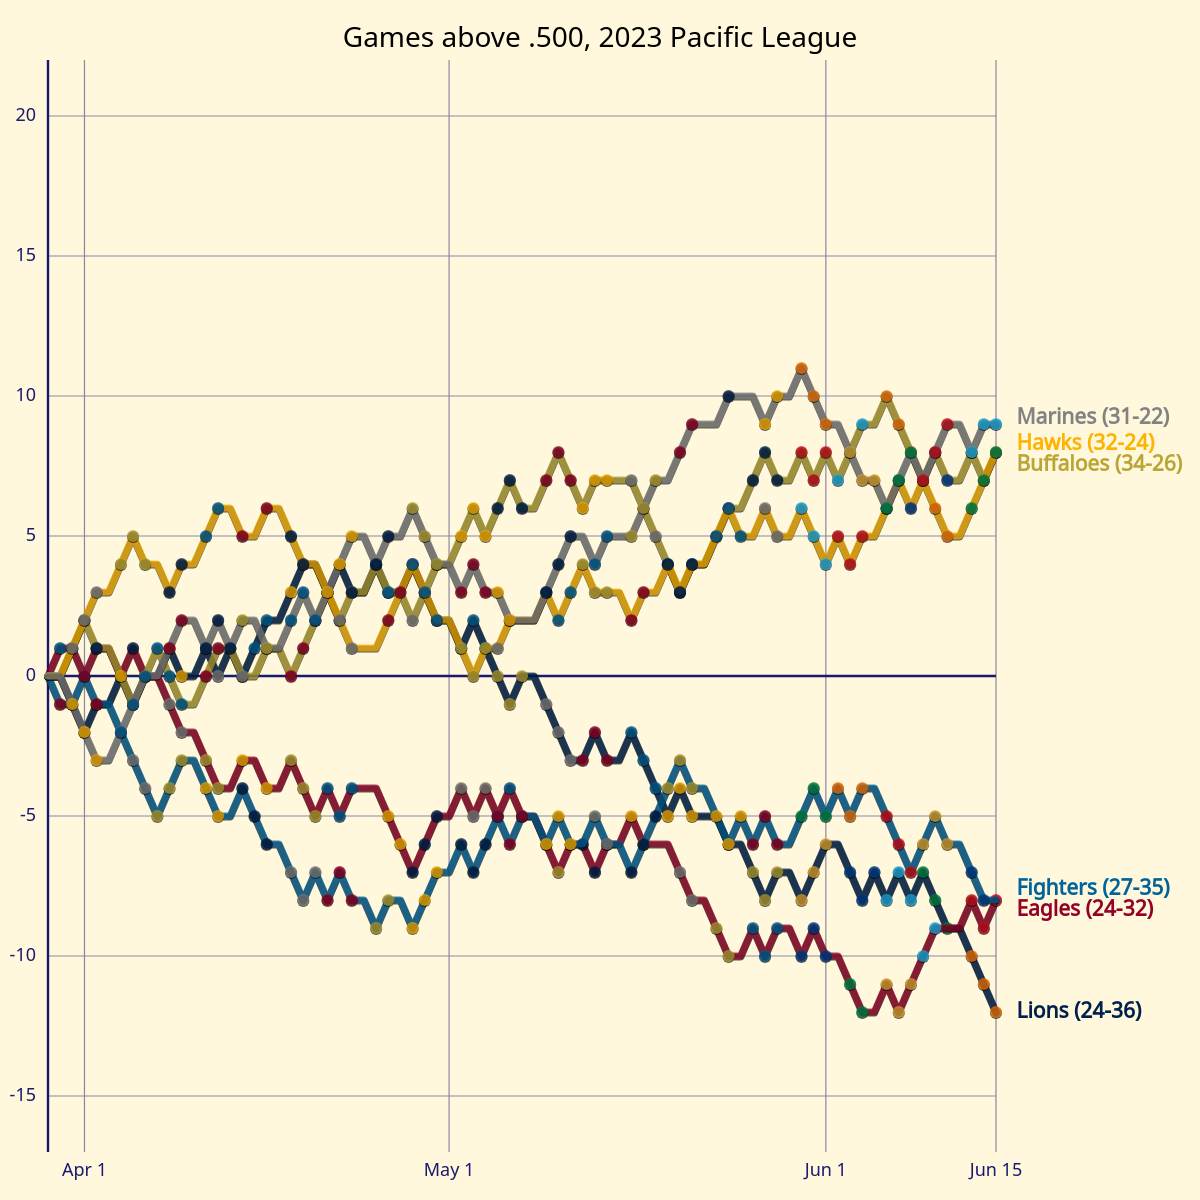 Games above .500, 2023 Pacific League
20
15
10
5
0
-5
-10
-15
Marines (31-22)
Hawks (32-24)
Buffaloes (34-26)
Fighters (27-35)
Eagles (24-32)
Lions (24-36)
Apr 1
May 1
Jun 1
Jun 15